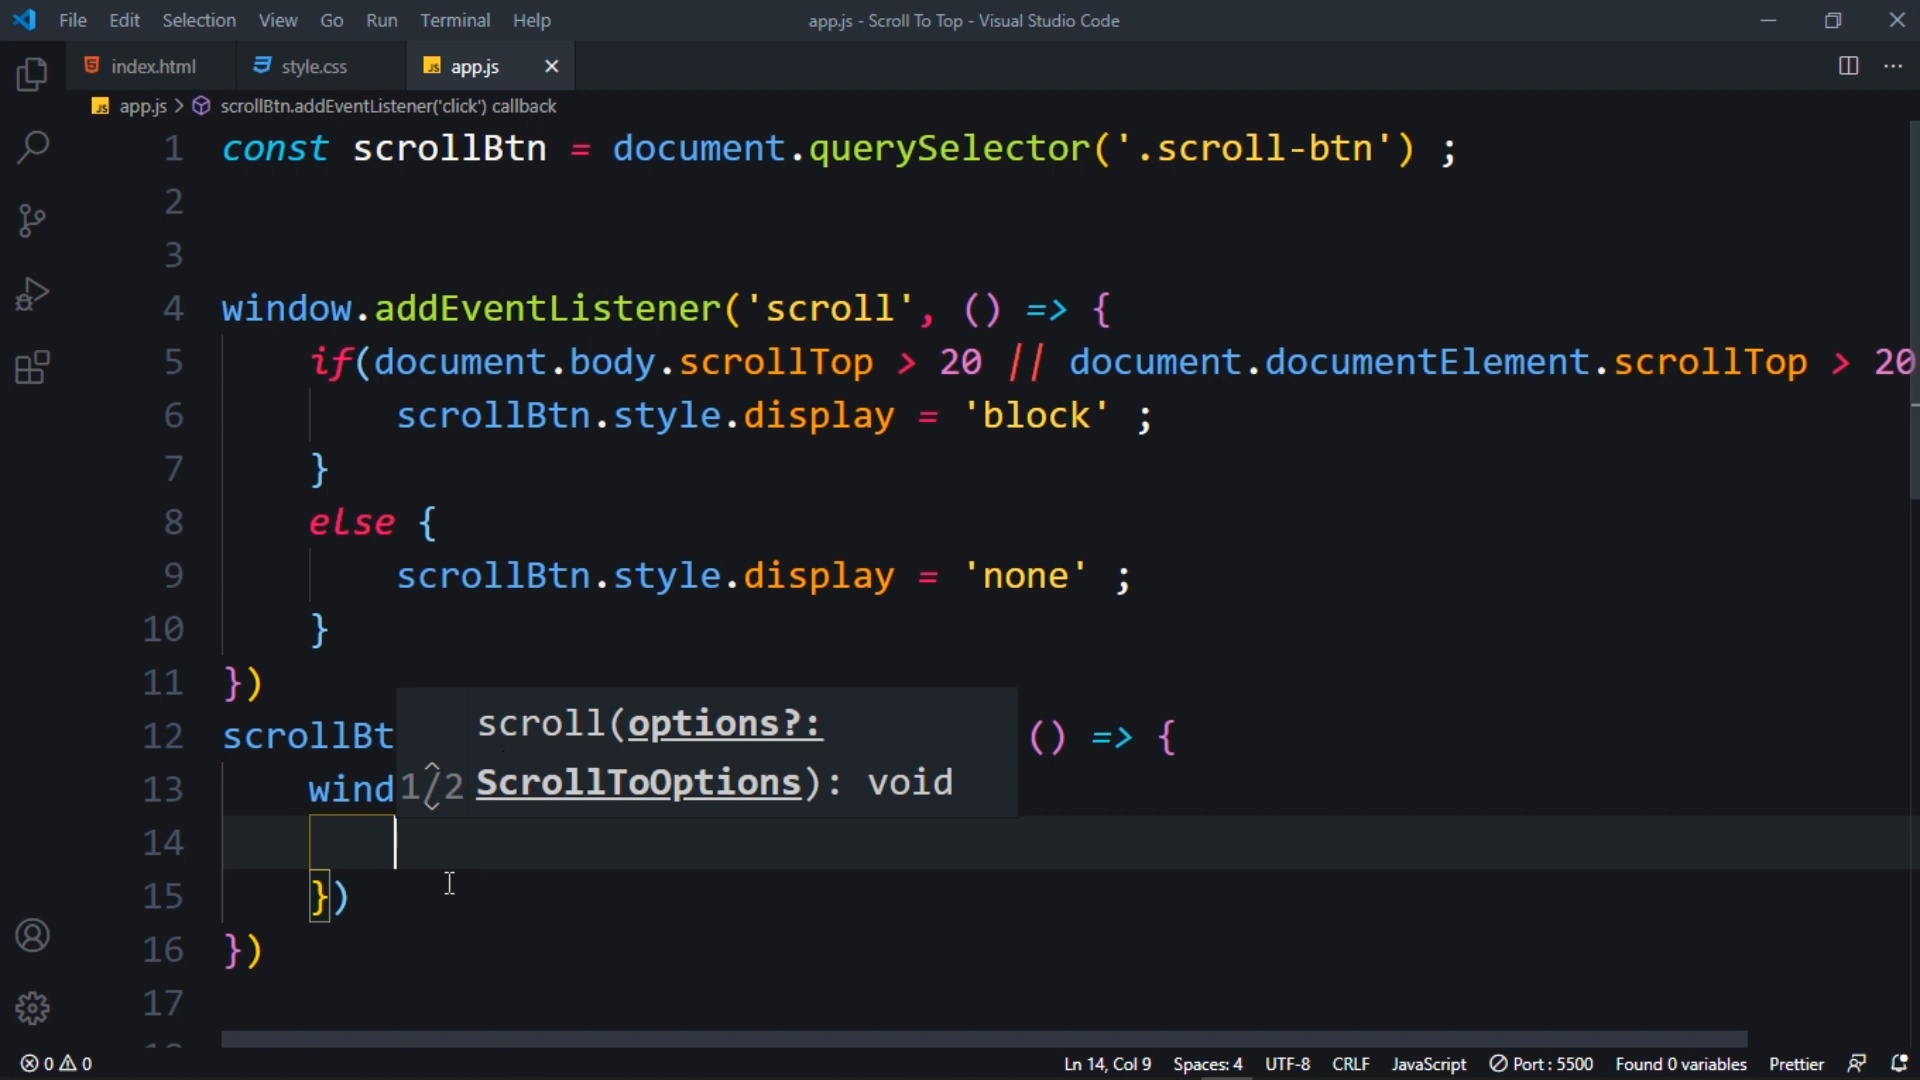 File Edit Selection View Go Run Terminal Help app.js - Scroll To Top - Visual Studio Code
index.html style.css JS app.js
JS app.js > scrollBtn.addEventListener('click') callback
1 const scrollBtn = document.querySelector('.scroll-btn') ;
2
3
4 window.addEventListener('scroll', () => {
5 if(document.body.scrollTop > 20 || document.documentElement.scrollTop > 20
6 scrollBtn.style.display = 'block' ;
7 }
8 else {
9 scrollBtn.style.display = 'none' ;
10 }
11 })
scroll(options?:
12 scrollBt () => {
13 wind 1/2 ScrollToOptions): void
14
15 })
16 })
17
0 0 Ln 14, Col 9 Spaces: 4 UTF-8 CRLF JavaScript Port : 5500 Found 0 variables Prettier